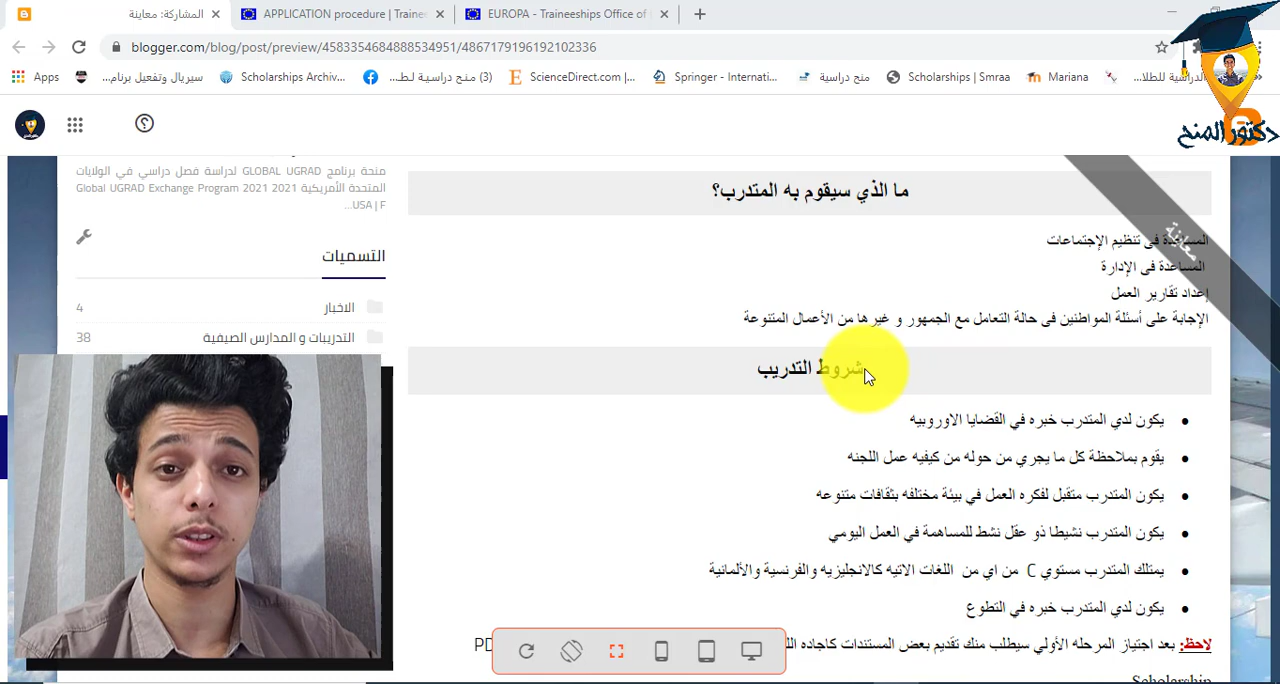 المشاركة: معاينة
APPLICATION procedure | Trainee
EUROPA - Traineeships Office of
blogger.com/blog/post/preview/4583354684888534951/4867179196192102336
Apps
سيريال وتفعيل برنام...
Scholarships Archiv...
(3) منح دراسية لط...
ScienceDirect.com |...
Springer - Internati...
منح دراسية
Scholarships | Smraa
Mariana
الدراسية للطلا...
دكتور المنح
معاينة
منحة برنامج GLOBAL UGRAD لدراسة فصل دراسي في الولايات
المتحدة الأمريكية 2021 Global UGRAD Exchange Program 2021
USA | F...
التسميات
الاخبار 4
التدريبات و المدارس الصيفية 38
ما الذي سيقوم به المتدرب؟
المساعدة فى تنظيم الإجتماعات
المساعدة فى الإدارة
إعداد تقارير العمل
الإجابة على أسئلة المواطنين فى حالة التعامل مع الجمهور و غيرها من الأعمال المتنوعة
شروط التدريب
يكون لدي المتدرب خبره في القضايا الاوروبيه
يقوم بملاحظة كل ما يجري من حوله من كيفيه عمل اللجنه
يكون المتدرب متقبل لفكره العمل في بيئة مختلفه بثقافات متنوعه
يكون المتدرب نشيطا ذو عقل نشط للمساهمة في العمل اليومي
يمتلك المتدرب مستوي C من اي من اللغات الاتيه كالانجليزيه والفرنسية والألمانية
يكون لدي المتدرب خبره في التطوع
لاحظ: بعد اجتياز المرحله الأولي سيطلب منك تقديم بعض المستندات كاجاده
Scholarship